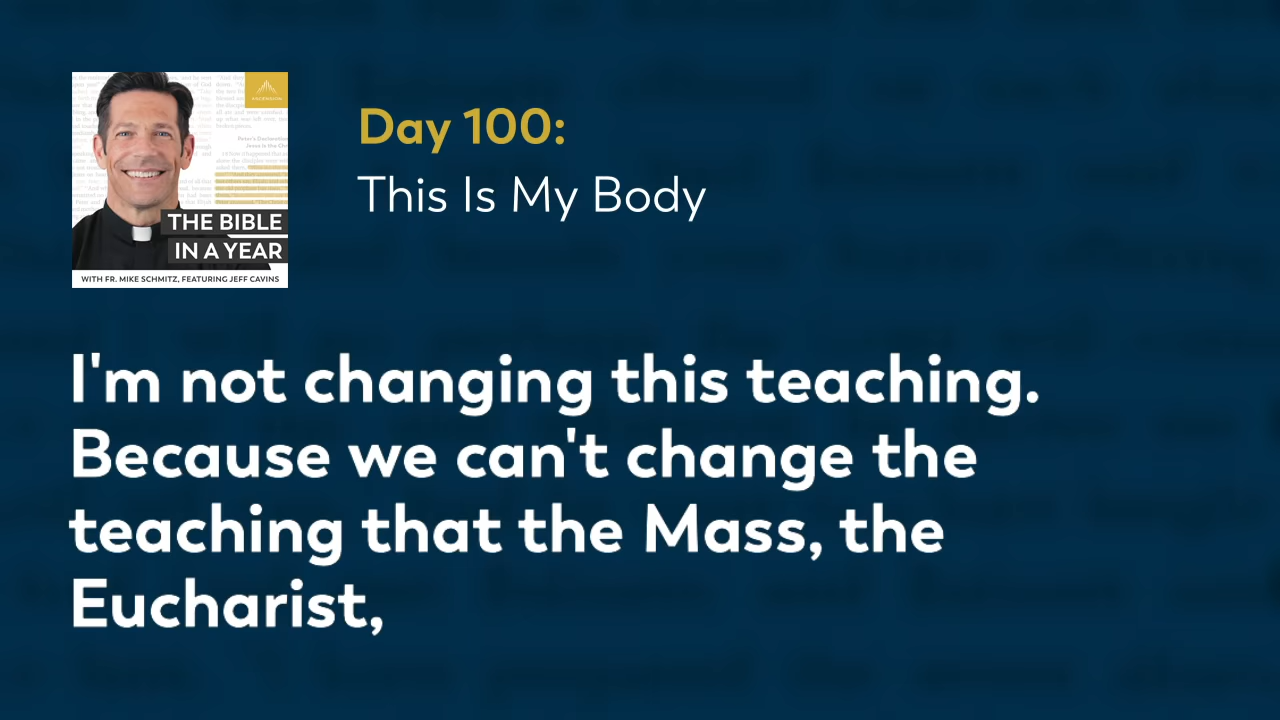 ASCENSION
THE BIBLE
IN A YEAR
WITH FR. MIKE SCHMITZ, FEATURING JEFF CAVINS
Day 100:
This Is My Body
I'm not changing this teaching.
Because we can't change the
teaching that the Mass, the
Eucharist,